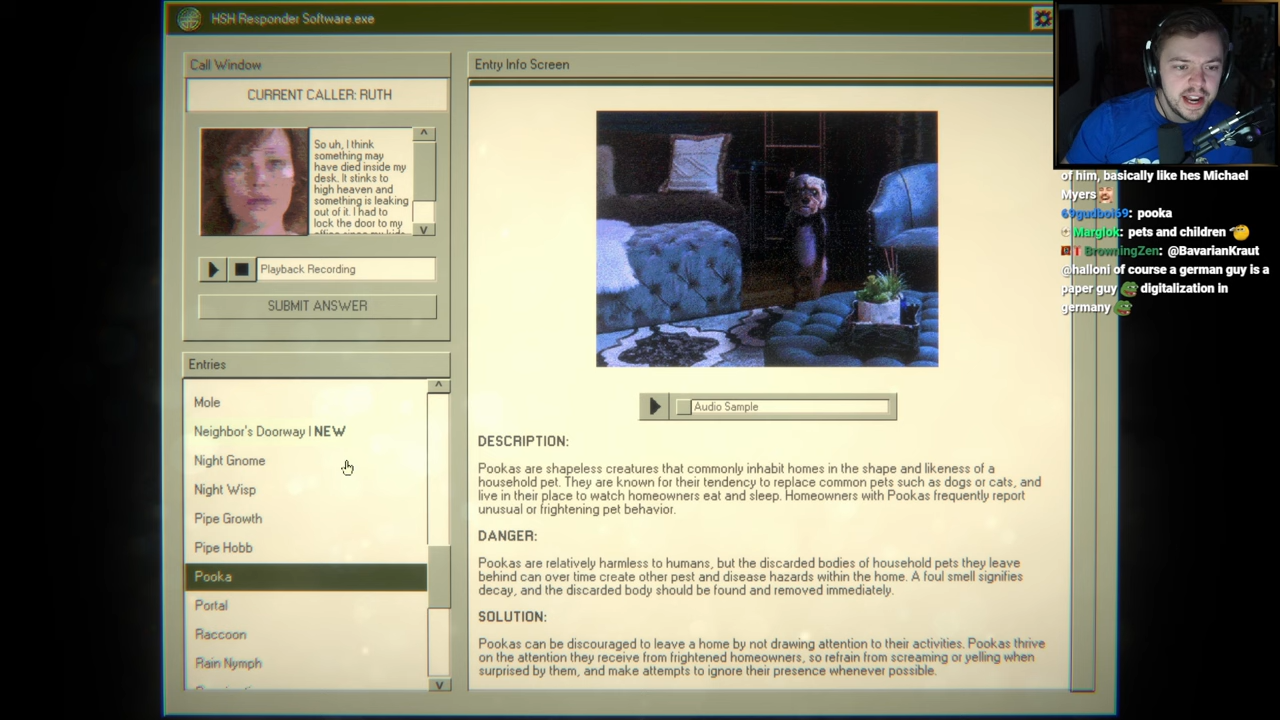 HSH Responder Software.exe
Call Window
CURRENT CALLER: RUTH
So uh, I think
something may
have died inside my
desk. It stinks to
high heaven and
something is leaking
out of it. I had to
lock the door to my
Playback Recording
SUBMIT ANSWER
Entries
Mole
Neighbor's Doorway | NEW
Night Gnome
Night Wisp
Pipe Growth
Pipe Hobb
Pooka
Portal
Raccoon
Rain Nymph
Entry Info Screen
Audio Sample
DESCRIPTION:
Pookas are shapeless creatures that commonly inhabit homes in the shape and likeness of a
household pet. They are known for their tendency to replace common pets such as dogs or cats, and
live in their place to watch homeowners eat and sleep. Homeowners with Pookas frequently report
unusual or frightening pet behavior.
DANGER:
Pookas are relatively harmless to humans, but the discarded bodies of household pets they leave
behind can over time create other pest and disease hazards within the home. A foul smell signifies
decay, and the discarded body should be found and removed immediately.
SOLUTION:
Pookas can be discouraged to leave a home by not drawing attention to their activities. Pookas thrive
on the attention they receive from frightened homeowners, so refrain from screaming or yelling when
surprised by them, and make attempts to ignore their presence whenever possible.
of him, basically like hes Michael
Myers
69gudboi69: pooka
Marglok: pets and children
BrowningZen: @BavarianKraut
@halloni of course a german guy is a
paper guy digitalization in
germany